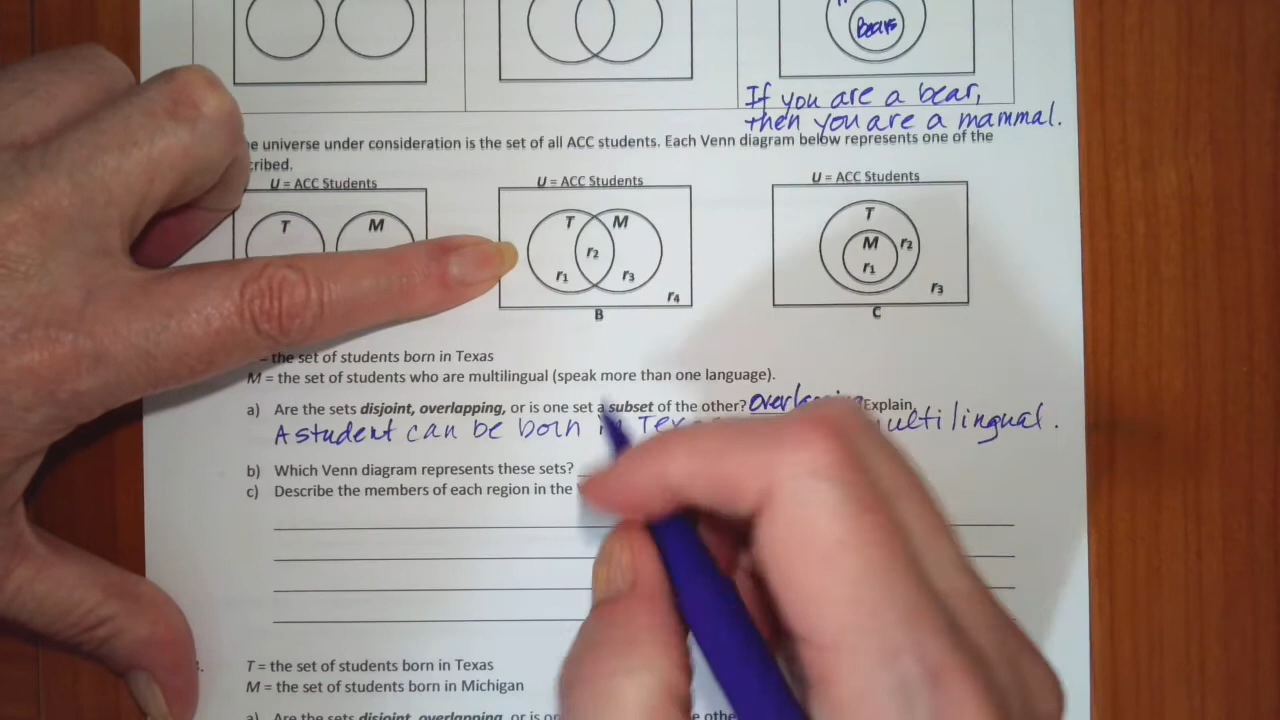 Bears
If you are a bear,
then you are a mammal.
e universe under consideration is the set of all ACC students. Each Venn diagram below represents one of the
cribed.
U = ACC Students U = ACC Students U = ACC Students
T M T M T
r2 M r2
r1 r3 r1
r4 r3
B C
the set of students born in Texas
M = the set of students who are multilingual (speak more than one language).
a) Are the sets disjoint, overlapping, or is one set a subset of the other? Explain.
A student can be born in
b) Which Venn diagram represents these sets?
c) Describe the members of each region in the
3.
T = the set of students born in Texas
M = the set of students born in Michigan
a) Are the sets disjoint, overlapping, or is